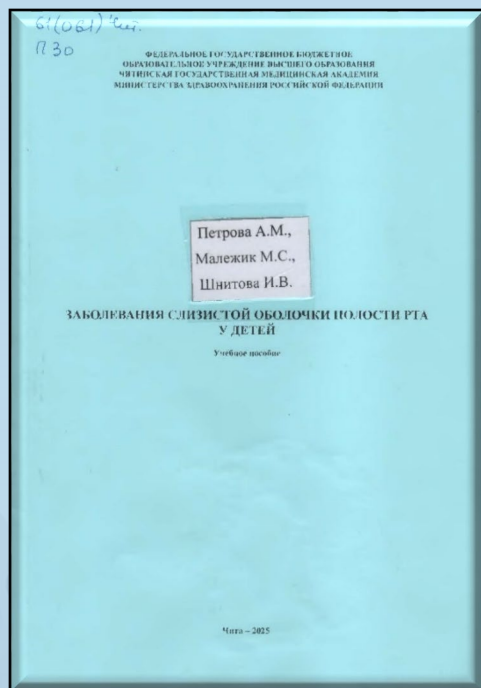 61(061) Чит.
П 30
ФЕДЕРАЛЬНОЕ ГОСУДАРСТВЕННОЕ БЮДЖЕТНОЕ
ОБРАЗОВАТЕЛЬНОЕ УЧРЕЖДЕНИЕ ВЫСШЕГО ОБРАЗОВАНИЯ
ЧИТИНСКАЯ ГОСУДАРСТВЕННАЯ МЕДИЦИНСКАЯ АКАДЕМИЯ
МИНИСТЕРСТВА ЗДРАВООХРАНЕНИЯ РОССИЙСКОЙ ФЕДЕРАЦИИ
Петрова А.М.,
Малежик М.С.,
Шнитова И.В.
ЗАБОЛЕВАНИЯ СЛИЗИСТОЙ ОБОЛОЧКИ ПОЛОСТИ РТА
У ДЕТЕЙ
Учебное пособие
Чита – 2025